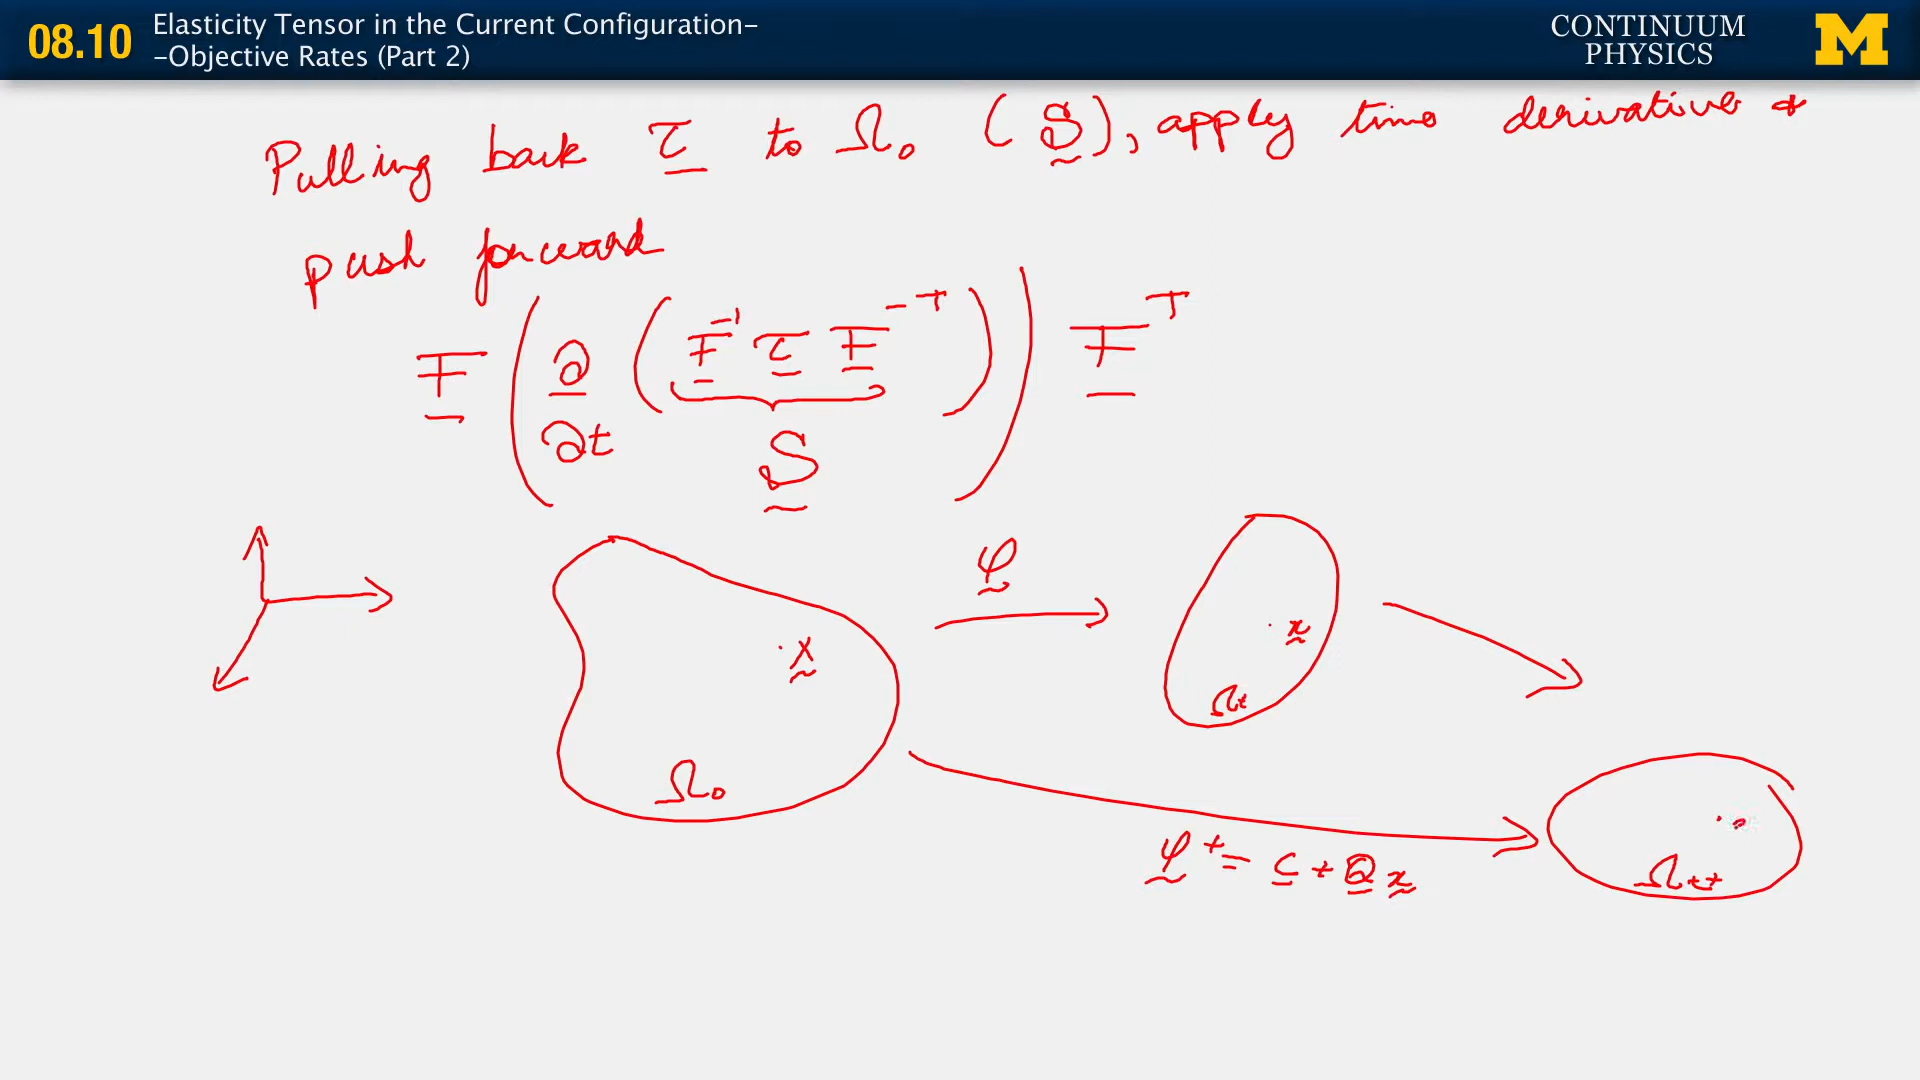 08.10
Elasticity Tensor in the Current Configuration–
–Objective Rates (Part 2)
CONTINUUM
PHYSICS
M
Pulling back τ to Ω₀ (S), apply time derivative &
push forward
F (∂/∂t (F⁻¹ τ F⁻ᵀ)) Fᵀ
S
φ
X
x
Ωt
Ω₀
φ⁺ = c + Q x
Ωt⁺